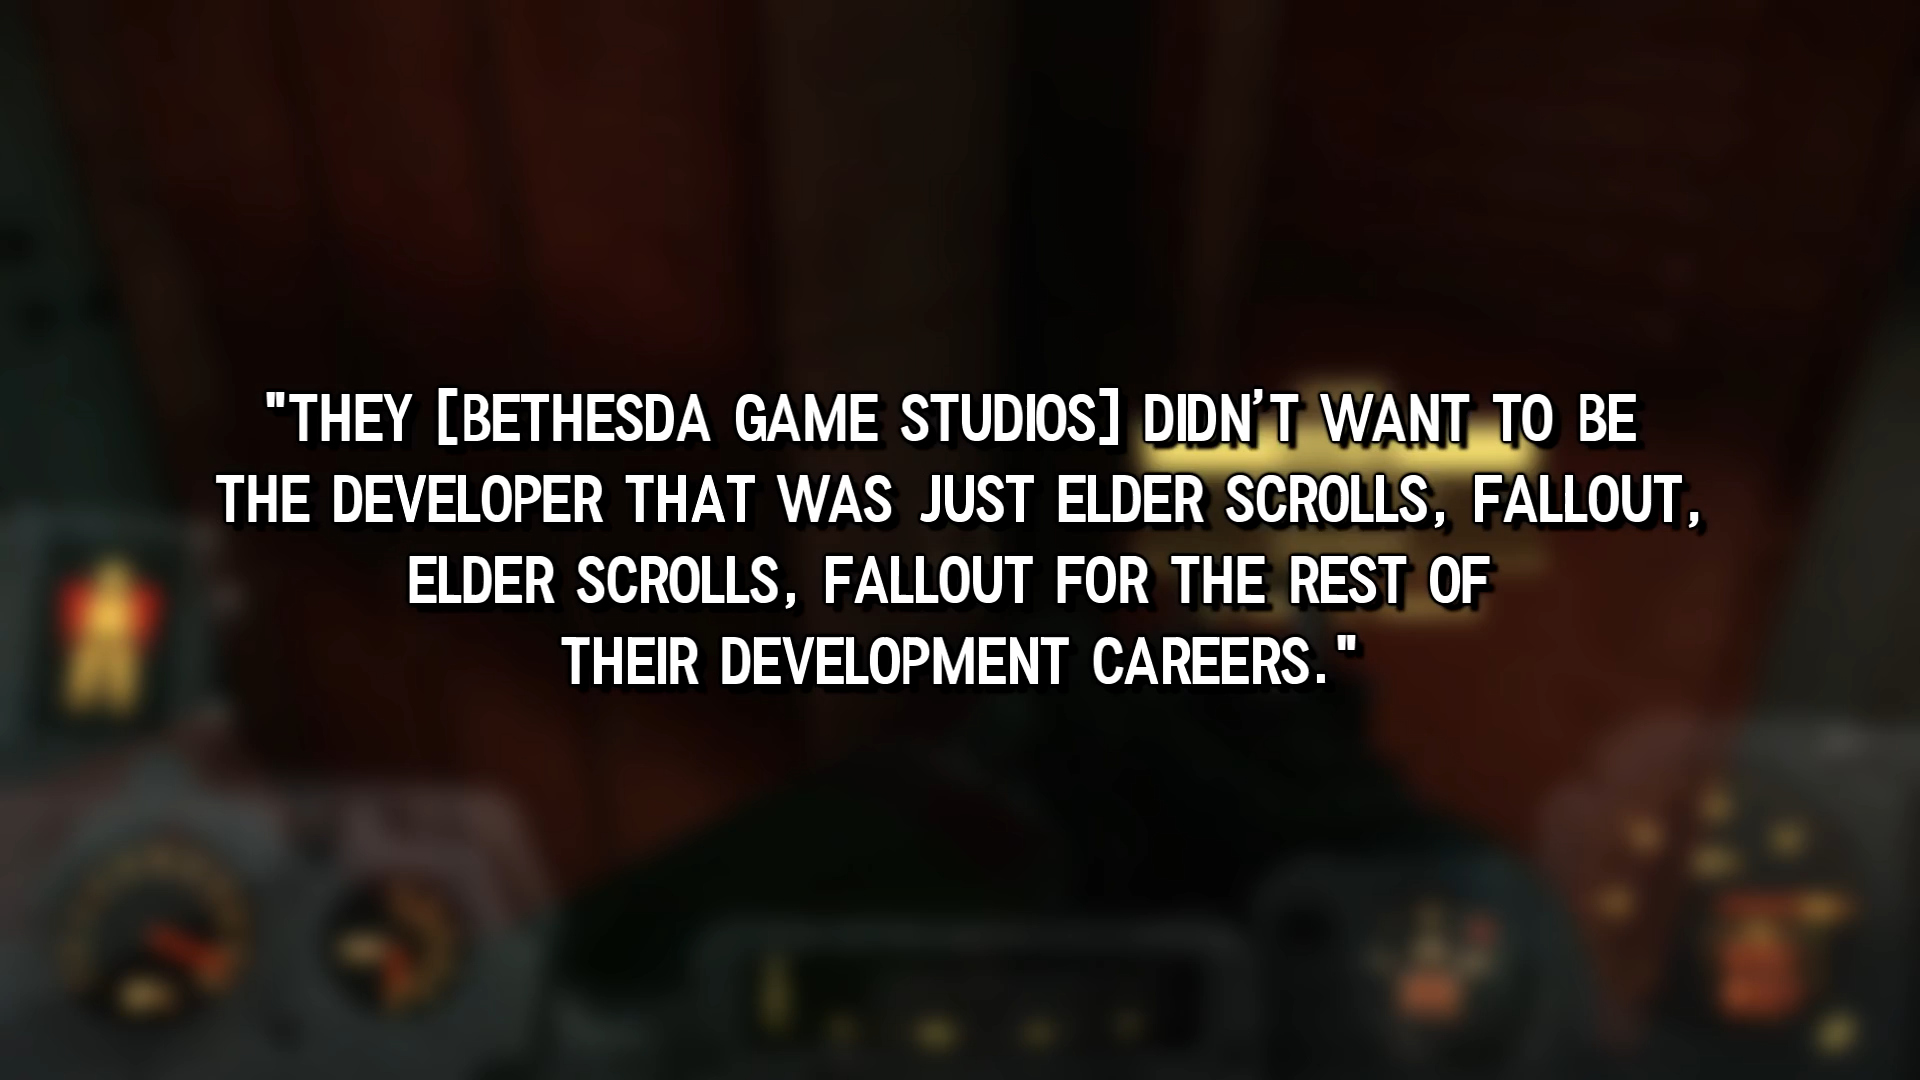 "THEY [BETHESDA GAME STUDIOS] DIDN'T WANT TO BE
THE DEVELOPER THAT WAS JUST ELDER SCROLLS, FALLOUT,
ELDER SCROLLS, FALLOUT FOR THE REST OF
THEIR DEVELOPMENT CAREERS."